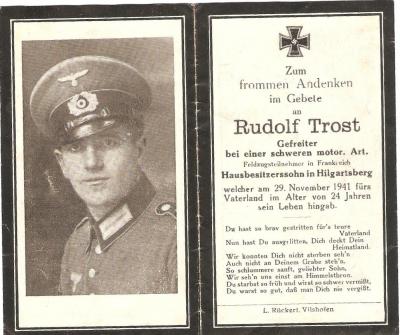 Zum
frommen Andenken
im Gebete
an
Rudolf Trost
Gefreiter
bei einer schweren motor. Art.
Feldzugsteilnehmer in Frankreich
Hausbesitzerssohn in Hilgartsberg
welcher am 29. November 1941 fürs
Vaterland im Alter von 24 Jahren
sein Leben hingab.
Du hast so brav gestritten für's teure
Vaterland
Nun hast Du ausgelitten, Dich deckt Dein
Heimatland.
Wir konnten Dich nicht sterben seh'n
Auch nicht an Deinem Grabe steh'n.
So schlummere sanft, geliebter Sohn,
Wir seh'n uns einst am Himmelsthron.
Du starbst so früh und wirst so schwer vermißt,
Du warst so gut, daß man Dich nie vergißt.
L. Rückert, Vilshofen